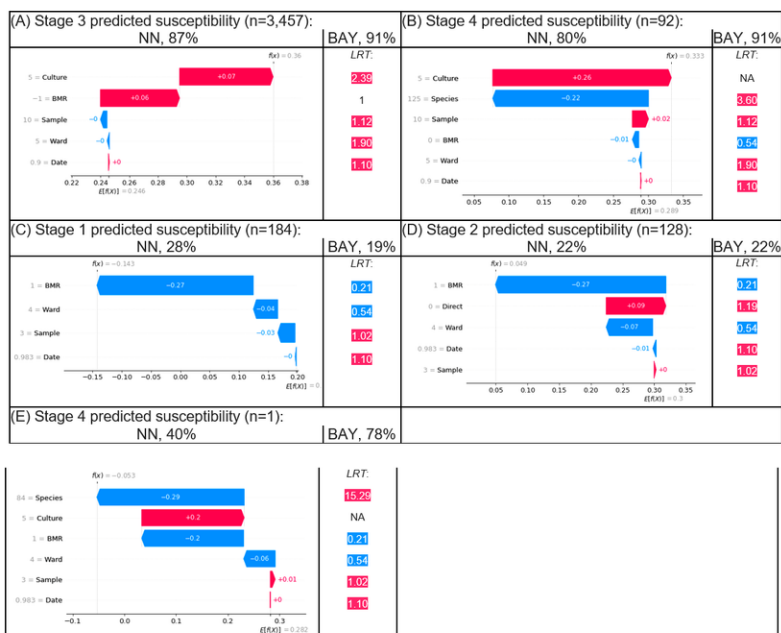 (A) Stage 3 predicted susceptibility (n=3,457):
NN, 87%
BAY, 91%
f(x) = 0.36
LRT:
5 = Culture
+0.07
2.39
−1 = BMR
+0.06
1
10 = Sample
−0
1.12
5 = Ward
−0
1.90
0.9 = Date
+0
1.10
0.22 0.24 0.26 0.28 0.30 0.32 0.34 0.36 0.38
E[f(X)] = 0.246
(B) Stage 4 predicted susceptibility (n=92):
NN, 80%
BAY, 91%
f(x) = 0.333
LRT:
5 = Culture
+0.26
NA
125 = Species
−0.22
3.60
10 = Sample
+0.02
1.12
0 = BMR
−0.01
0.54
5 = Ward
−0
1.90
0.9 = Date
+0
1.10
0.05 0.10 0.15 0.20 0.25 0.30 0.35
E[f(X)] = 0.289
(C) Stage 1 predicted susceptibility (n=184):
NN, 28%
BAY, 19%
f(x) = −0.143
LRT:
1 = BMR
−0.27
0.21
4 = Ward
−0.04
0.54
3 = Sample
−0.03
1.02
0.983 = Date
−0
1.10
−0.15 −0.10 −0.05 0.00 0.05 0.10 0.15 0.20
E[f(X)] = 0
(D) Stage 2 predicted susceptibility (n=128):
NN, 22%
BAY, 22%
f(x) = 0.049
LRT:
1 = BMR
−0.27
0.21
0 = Direct
+0.09
1.19
4 = Ward
−0.07
0.54
0.983 = Date
−0.01
1.10
3 = Sample
+0
1.02
0.05 0.10 0.15 0.20 0.25 0.30 0.35
E[f(X)] = 0.3
(E) Stage 4 predicted susceptibility (n=1):
NN, 40%
BAY, 78%
f(x) = −0.053
LRT:
84 = Species
−0.29
15.29
5 = Culture
+0.2
NA
1 = BMR
−0.2
0.21
4 = Ward
−0.06
0.54
3 = Sample
+0.01
1.02
0.983 = Date
+0
1.10
−0.1 0.0 0.1 0.2 0.3
E[f(X)] = 0.282